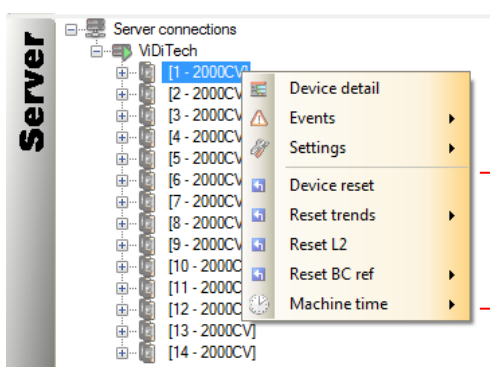 Server
Server connections
ViDiTech
[1 - 2000CV]
[2 - 2000CV
[3 - 2000CV
[4 - 2000CV
[5 - 2000CV
[6 - 2000CV
[7 - 2000CV
[8 - 2000CV
[9 - 2000CV
[10 - 2000C
[11 - 2000C
[12 - 2000C
[13 - 2000CV]
[14 - 2000CV]
Device detail
Events
Settings
Device reset
Reset trends
Reset L2
Reset BC ref
Machine time